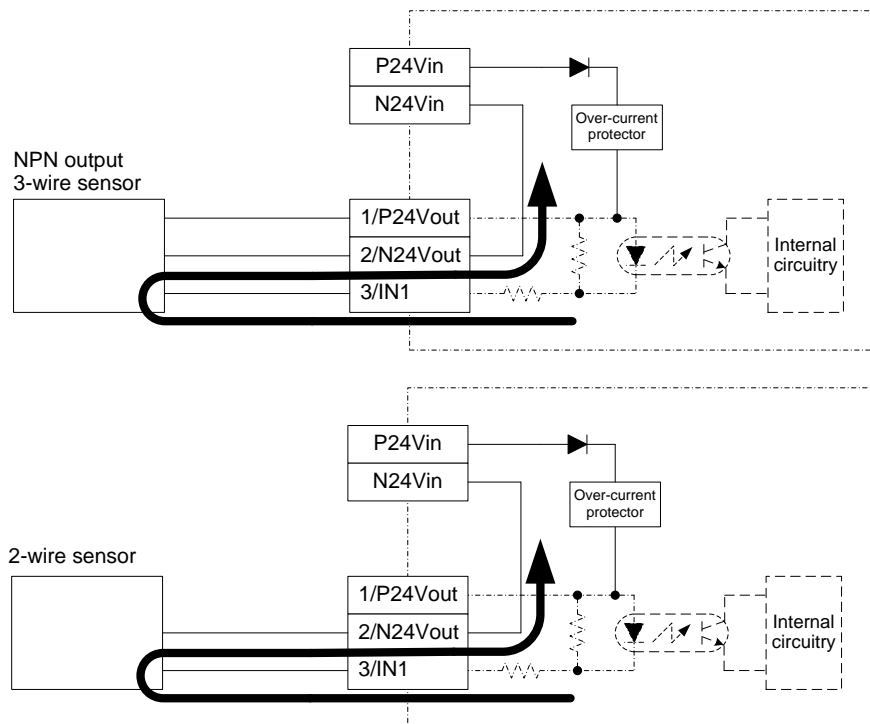 P24Vin
N24Vin
Over-current
protector
NPN output
3-wire sensor
1/P24Vout
2/N24Vout
3/IN1
Internal
circuitry
P24Vin
N24Vin
Over-current
protector
2-wire sensor
1/P24Vout
2/N24Vout
3/IN1
Internal
circuitry